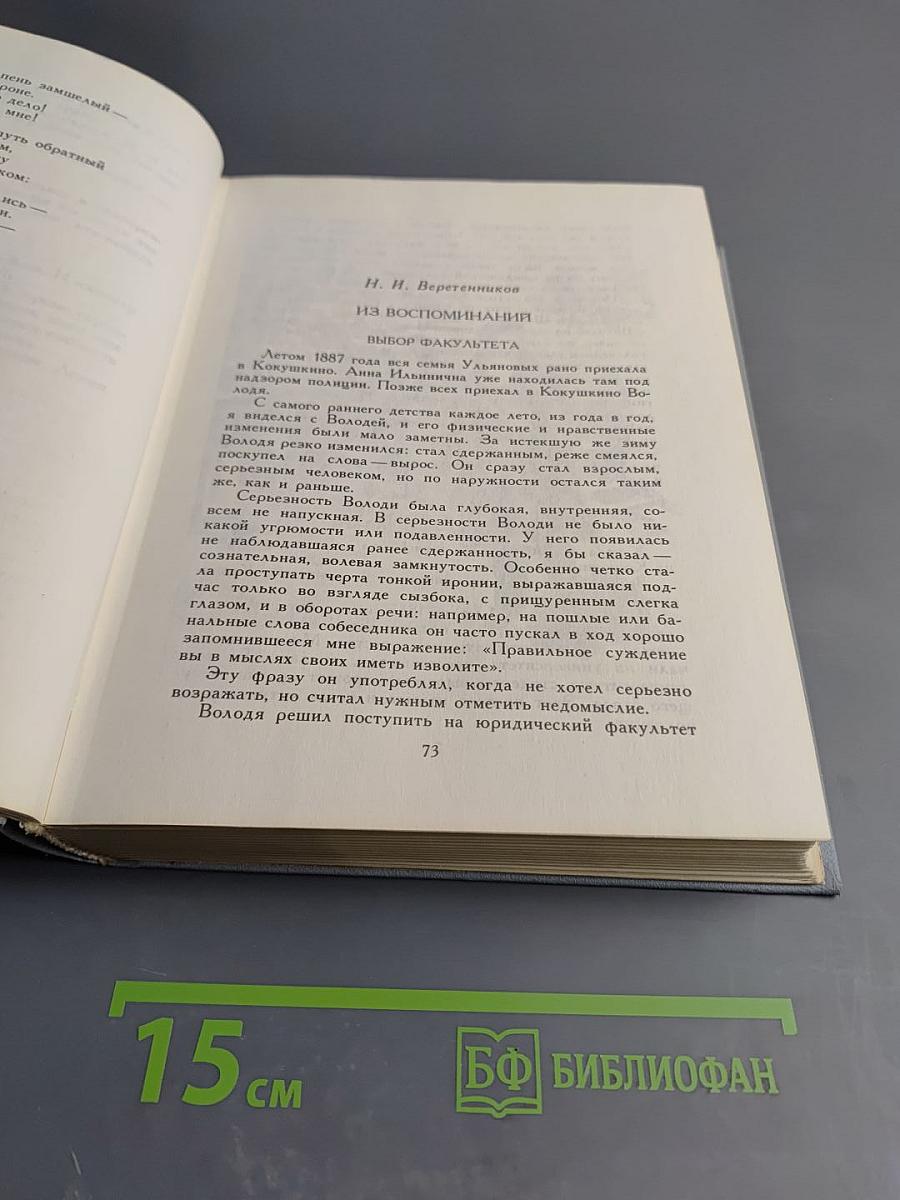 пень замшелый —
роне.
дело!
мне!
путь обратный
м,
у
ком:
ись —
и.
—
Н. И. Веретенников
ИЗ ВОСПОМИНАНИЙ
ВЫБОР ФАКУЛЬТЕТА
Летом 1887 года вся семья Ульяновых рано приехала
в Кокушкино. Анна Ильинична уже находилась там под
надзором полиции. Позже всех приехал в Кокушкино Во-
лодя.
С самого раннего детства каждое лето, из года в год,
я виделся с Володей, и его физические и нравственные
изменения были мало заметны. За истекшую же зиму
Володя резко изменился: стал сдержанным, реже смеялся,
поскупел на слова — вырос. Он сразу стал взрослым,
серьезным человеком, но по наружности остался таким
же, как и раньше.
Серьезность Володи была глубокая, внутренняя, со-
всем не напускная. В серьезности Володи не было ни-
какой угрюмости или подавленности. У него появилась
не наблюдавшаяся ранее сдержанность, я бы сказал —
сознательная, волевая замкнутость. Особенно четко ста-
ла проступать черта тонкой иронии, выражавшаяся под-
час только во взгляде сызбока, с прищуренным слегка
глазом, и в оборотах речи: например, на пошлые или ба-
нальные слова собеседника он часто пускал в ход хорошо
запомнившееся мне выражение: «Правильное суждение
вы в мыслях своих иметь изволите».
Эту фразу он употреблял, когда не хотел серьезно
возражать, но считал нужным отметить недомыслие.
Володя решил поступить на юридический факультет
73
15 см
БФ БИБЛИОФАН